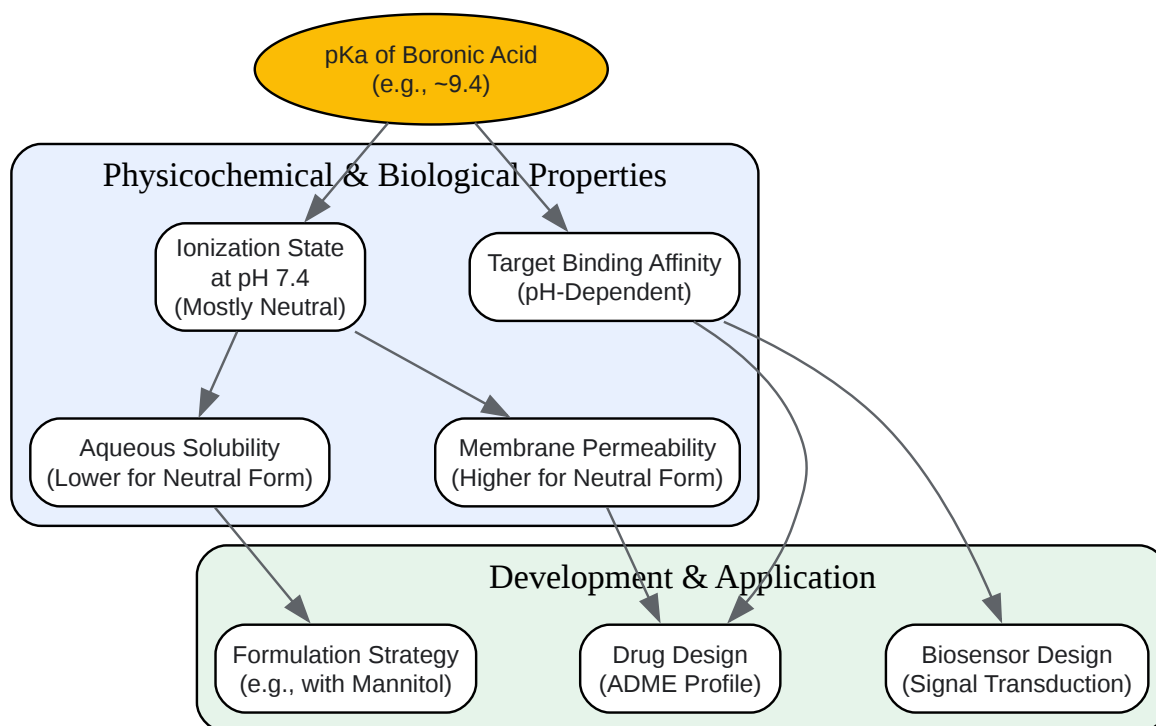 pKa of Boronic Acid
(e.g., ~9.4)
Physicochemical & Biological Properties
Ionization State
at pH 7.4
(Mostly Neutral)
Target Binding Affinity
(pH-Dependent)
Aqueous Solubility
(Lower for Neutral Form)
Membrane Permeability
(Higher for Neutral Form)
Development & Application
Formulation Strategy
(e.g., with Mannitol)
Drug Design
(ADME Profile)
Biosensor Design
(Signal Transduction)